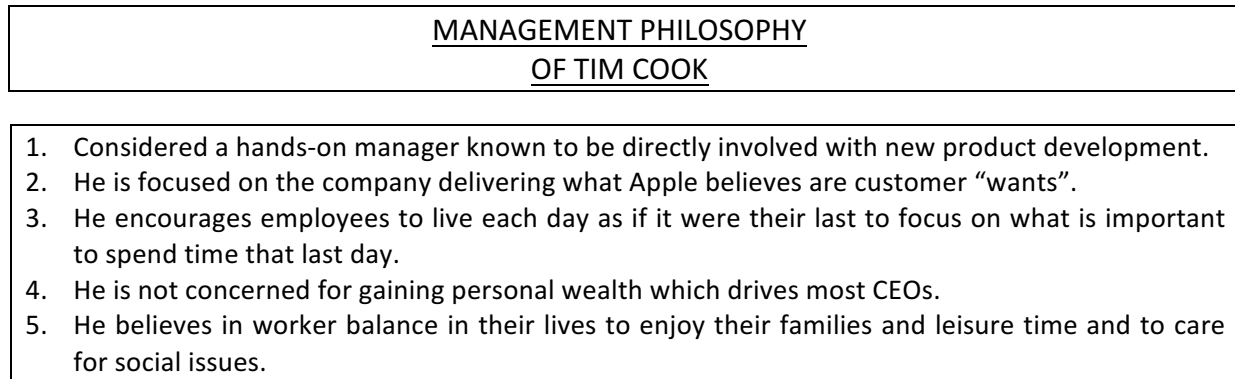 MANAGEMENT PHILOSOPHY
OF TIM COOK
1. Considered a hands-on manager known to be directly involved with new product development.
2. He is focused on the company delivering what Apple believes are customer “wants”.
3. He encourages employees to live each day as if it were their last to focus on what is important
to spend time that last day.
4. He is not concerned for gaining personal wealth which drives most CEOs.
5. He believes in worker balance in their lives to enjoy their families and leisure time and to care
for social issues.